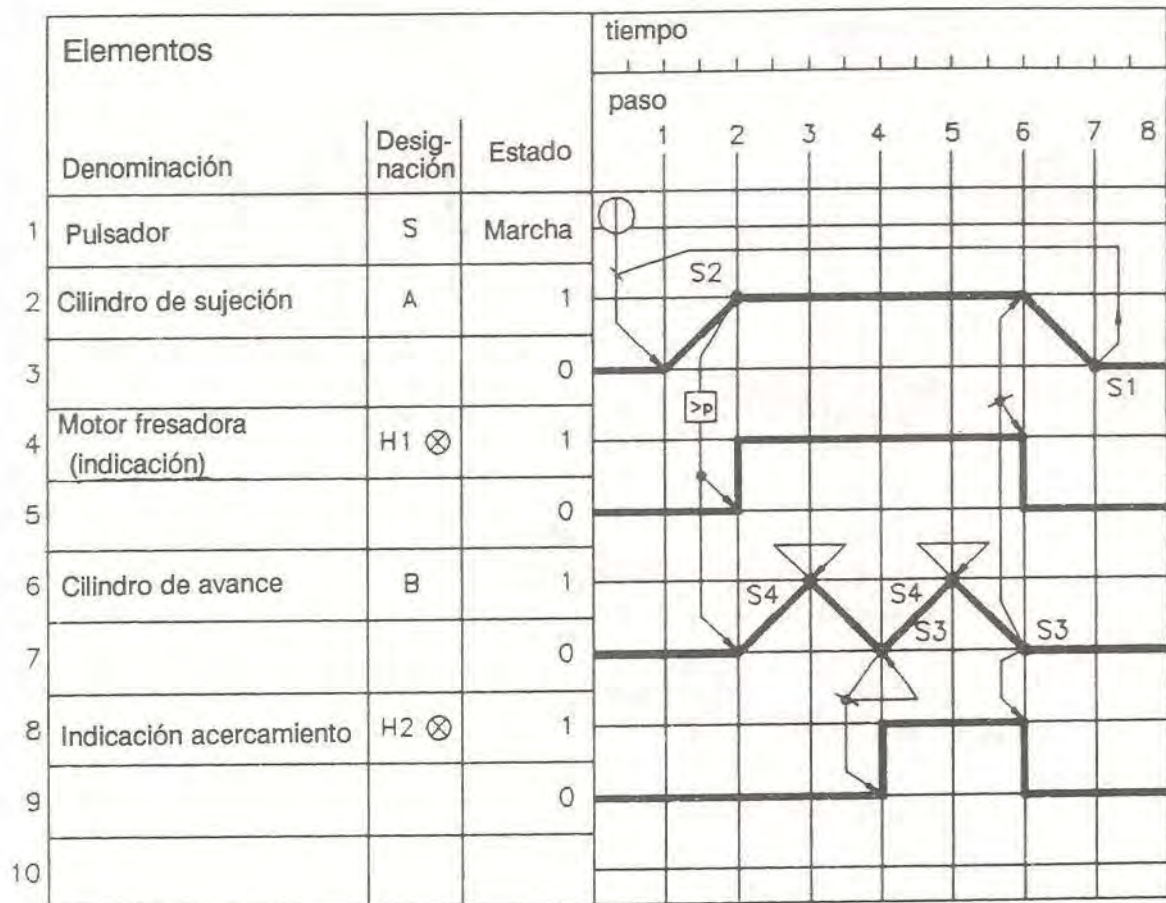 Elementos
tiempo
paso
1 2 3 4 5 6 7 8
Denominación
Desig-
nación
Estado
1 Pulsador S Marcha
S2
2 Cilindro de sujeción A 1
3 0
S1
>p
4 Motor fresadora
(indicación)
H1 1
5 0
6 Cilindro de avance B 1
S4 S4
S3 S3
7 0
8 Indicación acercamiento H2 1
9 0
10